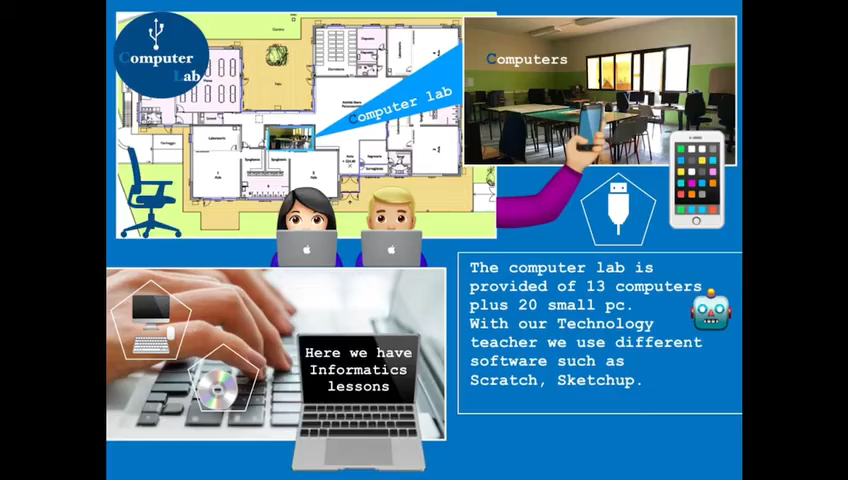 Computer
Lab
Computer lab
Computers
The computer lab is
provided of 13 computers
plus 20 small pc.
With our Technology
teacher we use different
software such as
Scratch, Sketchup.
Here we have
Informatics
lessons